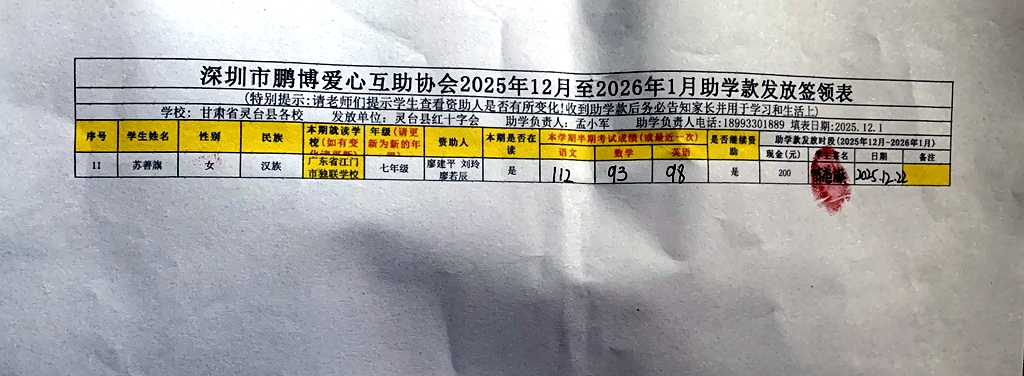 深圳市鹏博爱心互助协会2025年12月至2026年1月助学款发放签领表
(特别提示:请老师们提示学生查看资助人是否有所变化!收到助学款后务必告知家长并用于学习和生活上)
学校: 甘肃省灵台县各校 发放单位: 灵台县红十字会 助学负责人: 孟小军 助学负责人电话:18993301889 填表日期:2025.12.1
序号 学生姓名 性别 民族 本期就读学校(如有变化请更新) 年级(请更新为新的年级) 资助人 本期是否在读 本学期半期考试成绩(或最近一次) 是否继续资助 助学款发放时段(2025年12月-2026年1月)
语文 数学 英语 现金(元) 学生签名 日期 备注
11 苏善旗 女 汉族 广东省江门市独联学校 七年级 廖建平 刘玲 廖若辰 是 112 93 98 是 200 2025.12.22